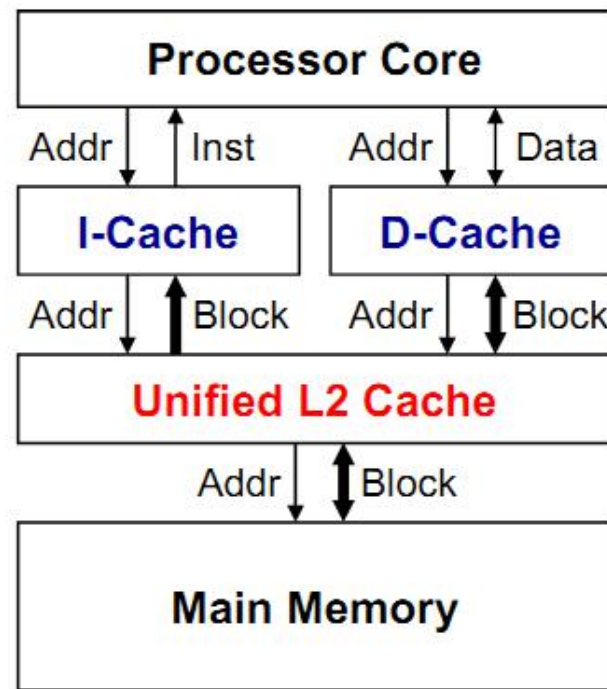 Processor Core
Addr Inst Addr Data
I-Cache D-Cache
Addr Block Addr Block
Unified L2 Cache
Addr Block
Main Memory